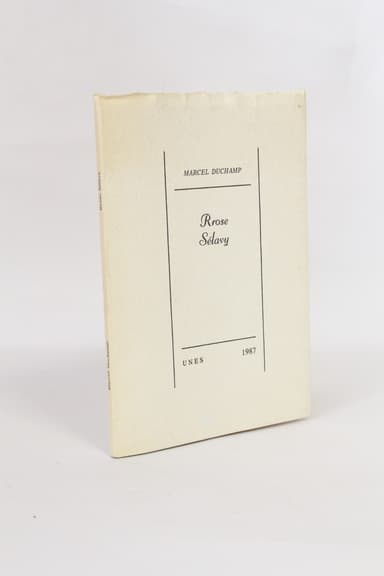 MARCEL DUCHAMP
Rrose
Sélavy
UNES 1987